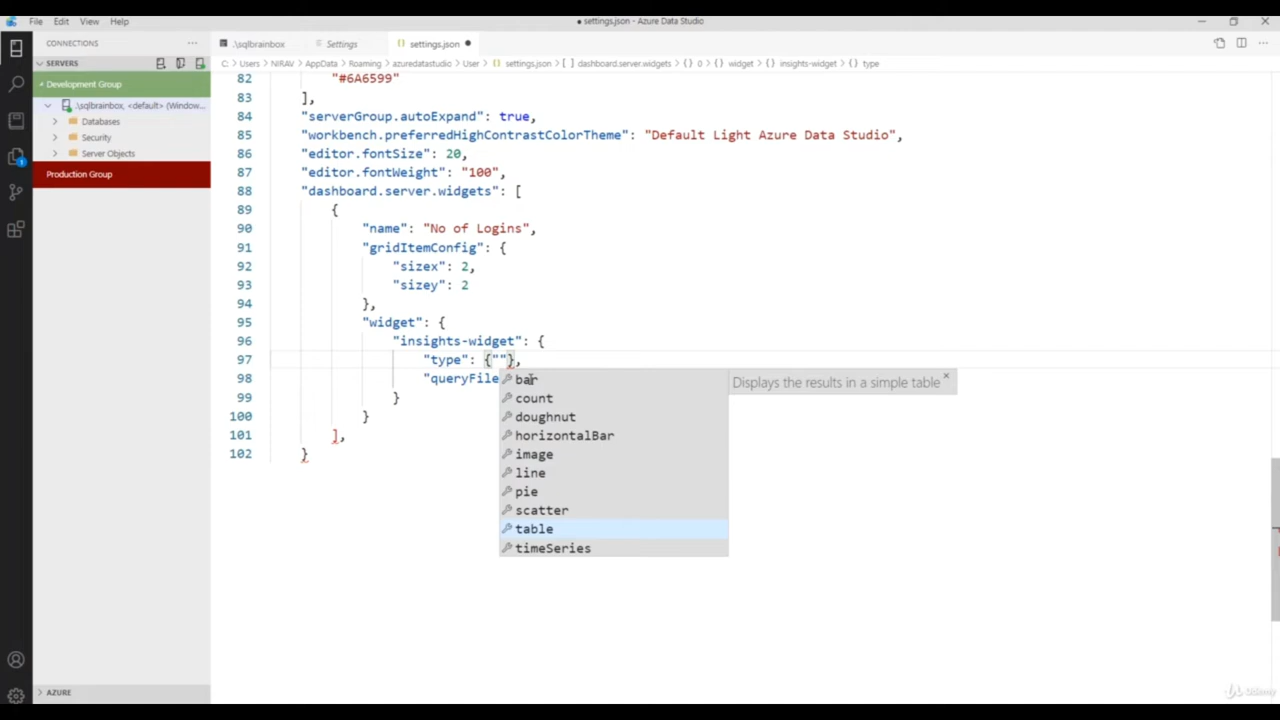 File Edit View Help
● settings.json - Azure Data Studio
CONNECTIONS
SERVERS
Development Group
.\sqlbrainbox, <default> (Window...
Databases
Security
Server Objects
Production Group
AZURE
.\sqlbrainbox Settings settings.json
C: > Users > NIRAV > AppData > Roaming > azuredatastudio > User > {} settings.json > [ ] dashboard.server.widgets > {} 0 > {} widget > {} insights-widget > {} type
82 "#6A6599"
83 ],
84 "serverGroup.autoExpand": true,
85 "workbench.preferredHighContrastColorTheme": "Default Light Azure Data Studio",
86 "editor.fontSize": 20,
87 "editor.fontWeight": "100",
88 "dashboard.server.widgets": [
89 {
90 "name": "No of Logins",
91 "gridItemConfig": {
92 "sizex": 2,
93 "sizey": 2
94 },
95 "widget": {
96 "insights-widget": {
97 "type": {""},
98 "queryFile
99 }
100 }
101 ],
102 }
bar
count
doughnut
horizontalBar
image
line
pie
scatter
table
timeSeries
Displays the results in a simple table
Udemy